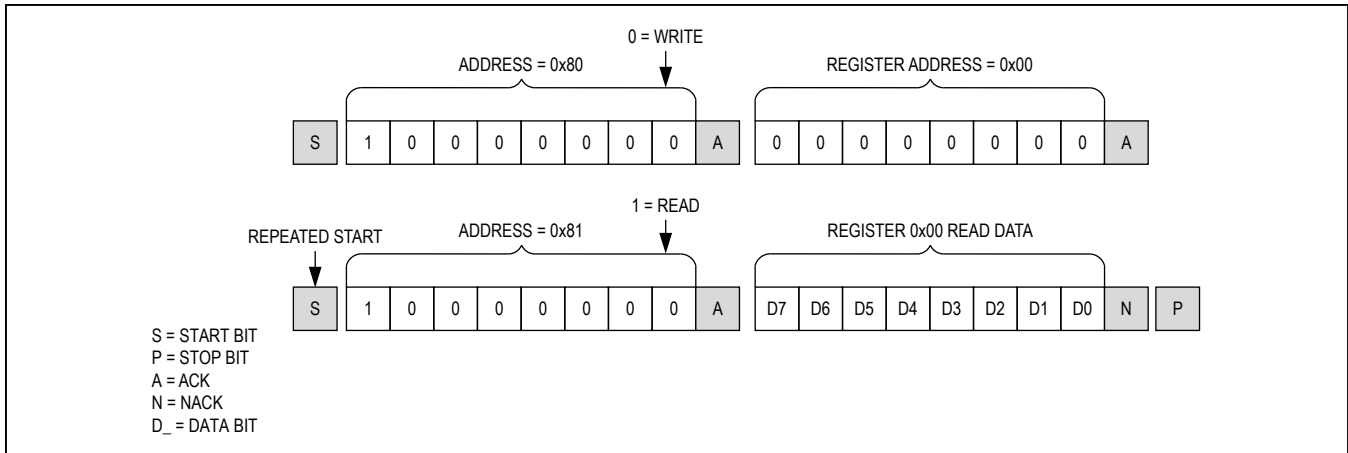 0 = WRITE
ADDRESS = 0x80 REGISTER ADDRESS = 0x00
S 1 0 0 0 0 0 0 0 A 0 0 0 0 0 0 0 0 A
1 = READ
REPEATED START ADDRESS = 0x81 REGISTER 0x00 READ DATA
S 1 0 0 0 0 0 0 0 A D7 D6 D5 D4 D3 D2 D1 D0 N P
S = START BIT
P = STOP BIT
A = ACK
N = NACK
D_ = DATA BIT